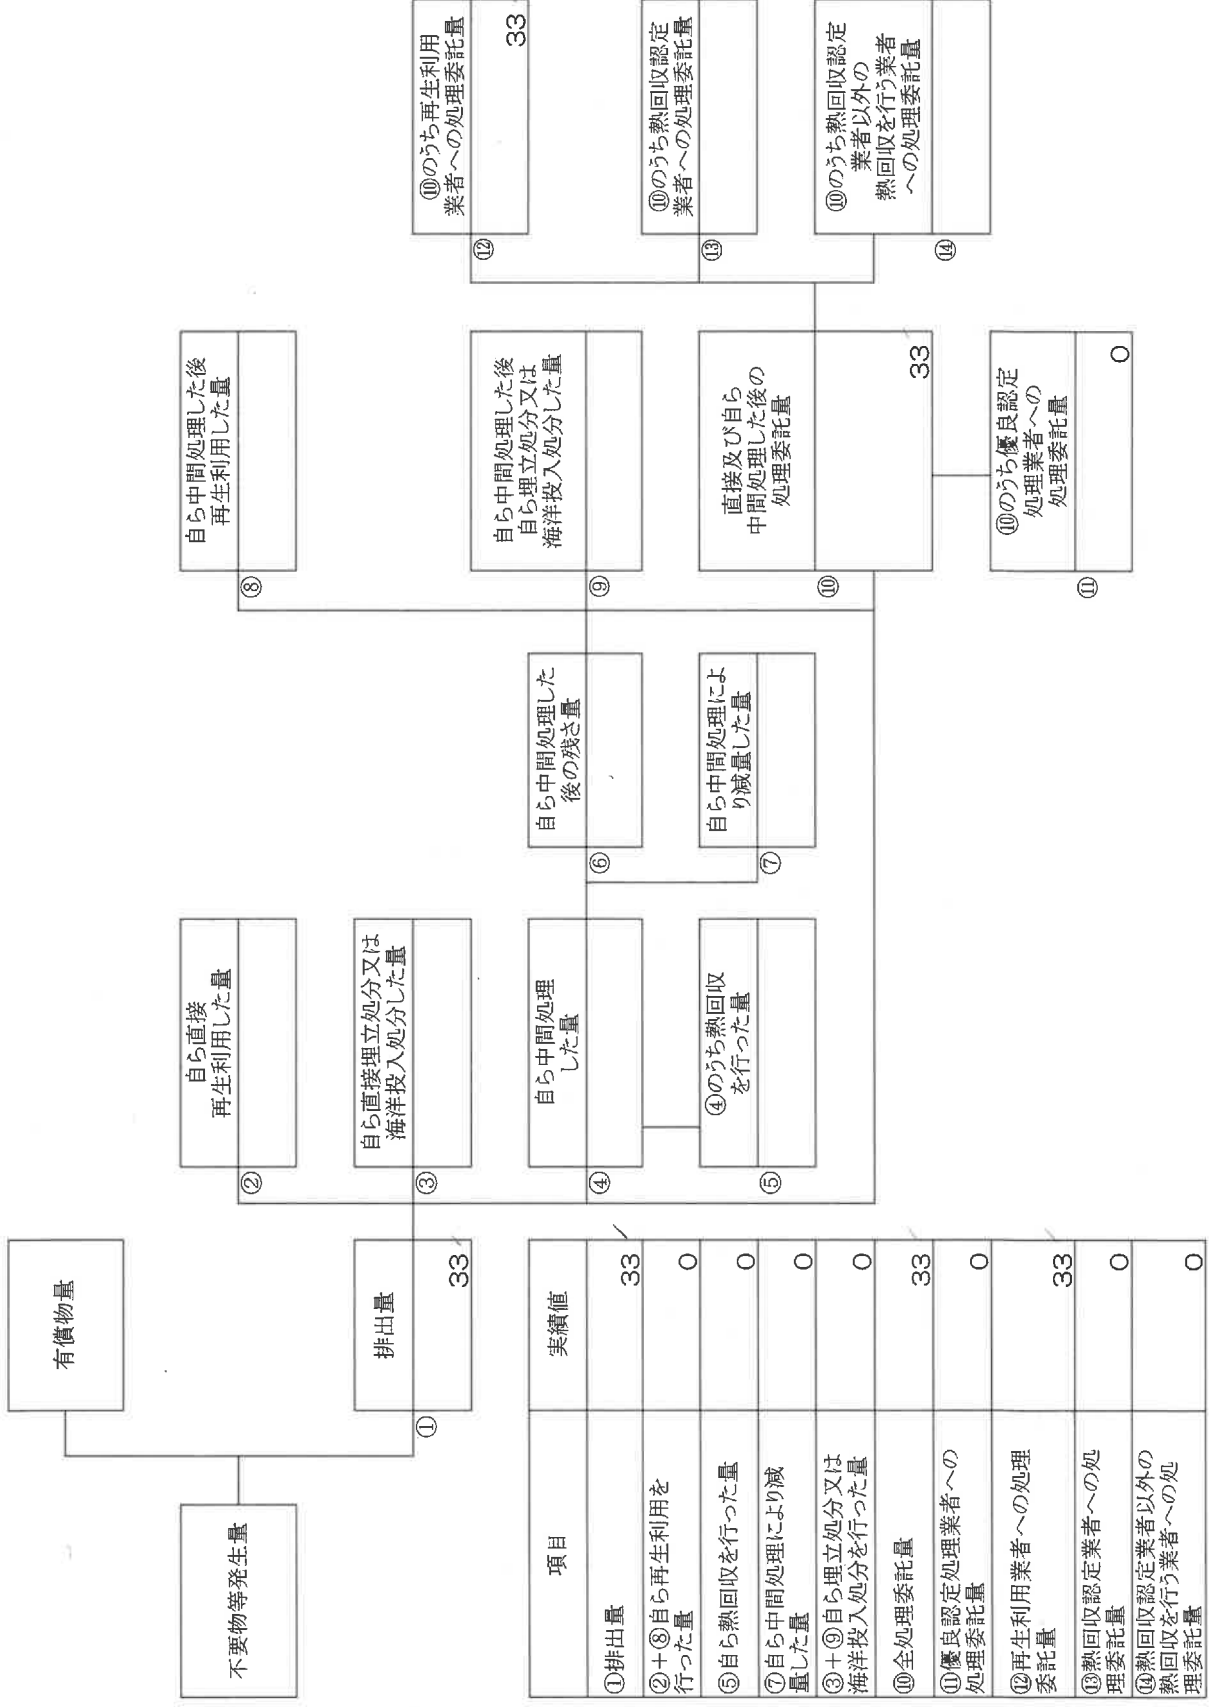 不要物等発生量
有償物量
①
排出量
33
②
自ら直接
再生利用した量
③
自ら直接埋立処分又は
海洋投入処分した量
④
自ら中間処理
した量
⑤
④のうち熱回収
を行った量
⑥
自ら中間処理した
後の残さ量
⑦
自ら中間処理によ
り減量した量
⑧
自ら中間処理した後
再生利用した量
⑨
自ら中間処理した後
自ら埋立処分又は
海洋投入処分した量
⑩
直接及び自ら
中間処理した後の
処理委託量
33
⑪
⑩のうち優良認定
処理業者への
処理委託量
0
⑫
⑩のうち再生利用
業者への処理委託量
33
⑬
⑩のうち熱回収認定
業者への処理委託量
⑭
⑩のうち熱回収認定
業者以外の
熱回収を行う業者
への処理委託量
項目 実績値
①排出量 33
②+⑧自ら再生利用を
行った量 0
⑤自ら熱回収を行った量 0
⑦自ら中間処理により減
量した量 0
③+⑨自ら埋立処分又は
海洋投入処分を行った量 0
⑩全処理委託量 33
⑪優良認定処理業者への
処理委託量 0
⑫再生利用業者への処理
委託量 33
⑬熱回収認定業者への処
理委託量 0
⑭熱回収認定業者以外の
熱回収を行う業者への処
理委託量 0